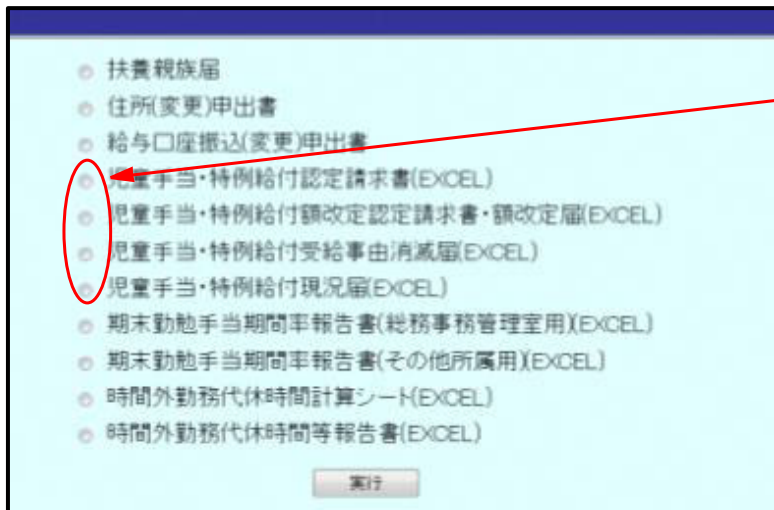 扶養親族届
住所(変更)申出書
給与口座振込(変更)申出書
児童手当・特例給付認定請求書(EXCEL)
児童手当・特例給付額改定認定請求書・額改定届(EXCEL)
児童手当・特例給付受給事由消滅届(EXCEL)
児童手当・特例給付現況届(EXCEL)
期末勤勉手当期間率報告書(総務事務管理室用)(EXCEL)
期末勤勉手当期間率報告書(その他所属用)(EXCEL)
時間外勤務代休時間計算シート(EXCEL)
時間外勤務代休時間等報告書(EXCEL)
実行